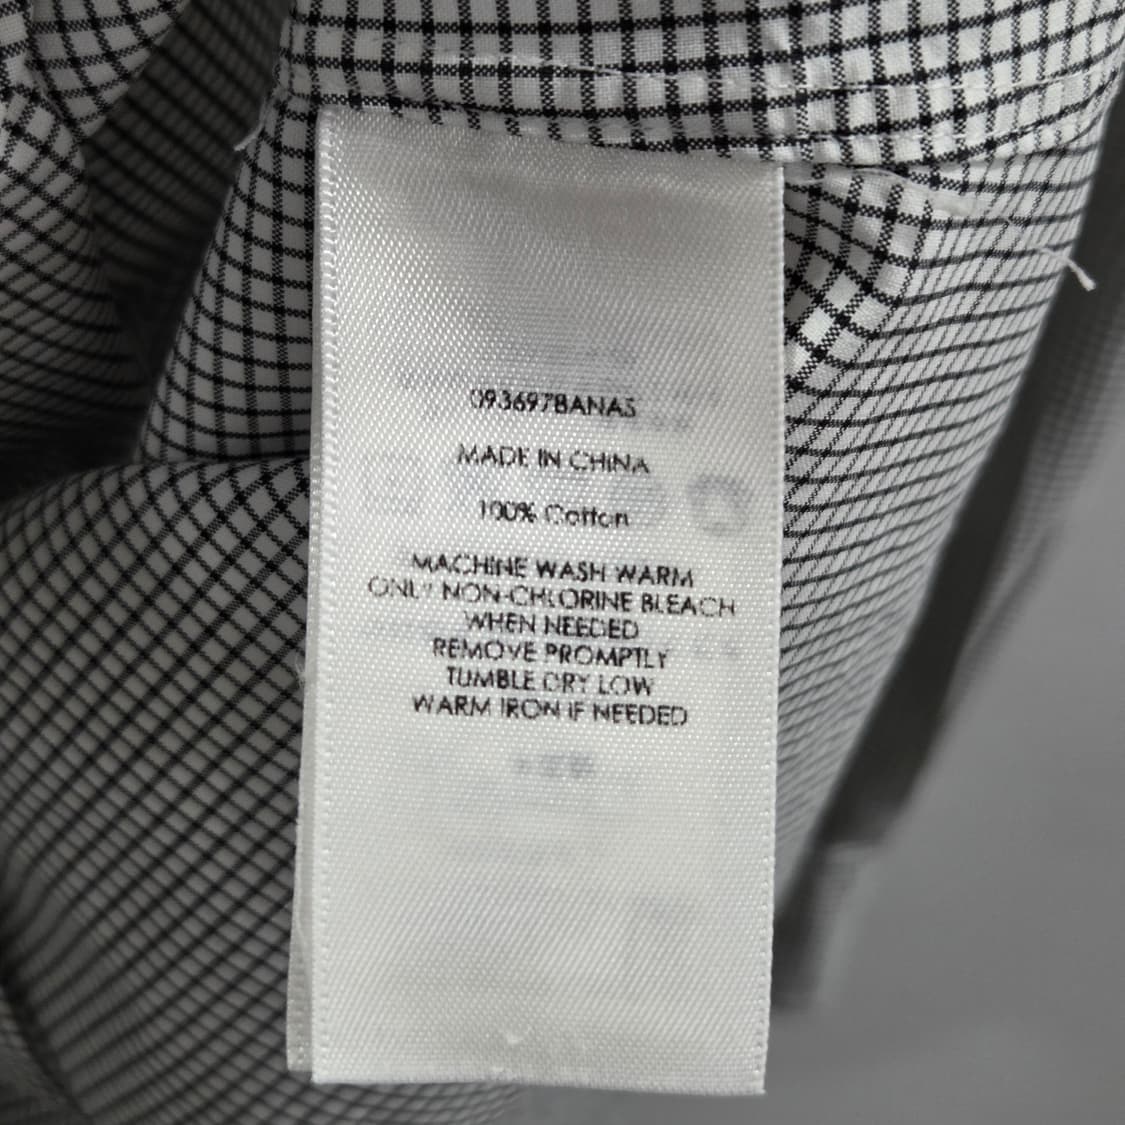 093697BANAS
MADE IN CHINA
100% Cotton
MACHINE WASH WARM
ONLY NON-CHLORINE BLEACH
WHEN NEEDED
REMOVE PROMPTLY
TUMBLE DRY LOW
WARM IRON IF NEEDED